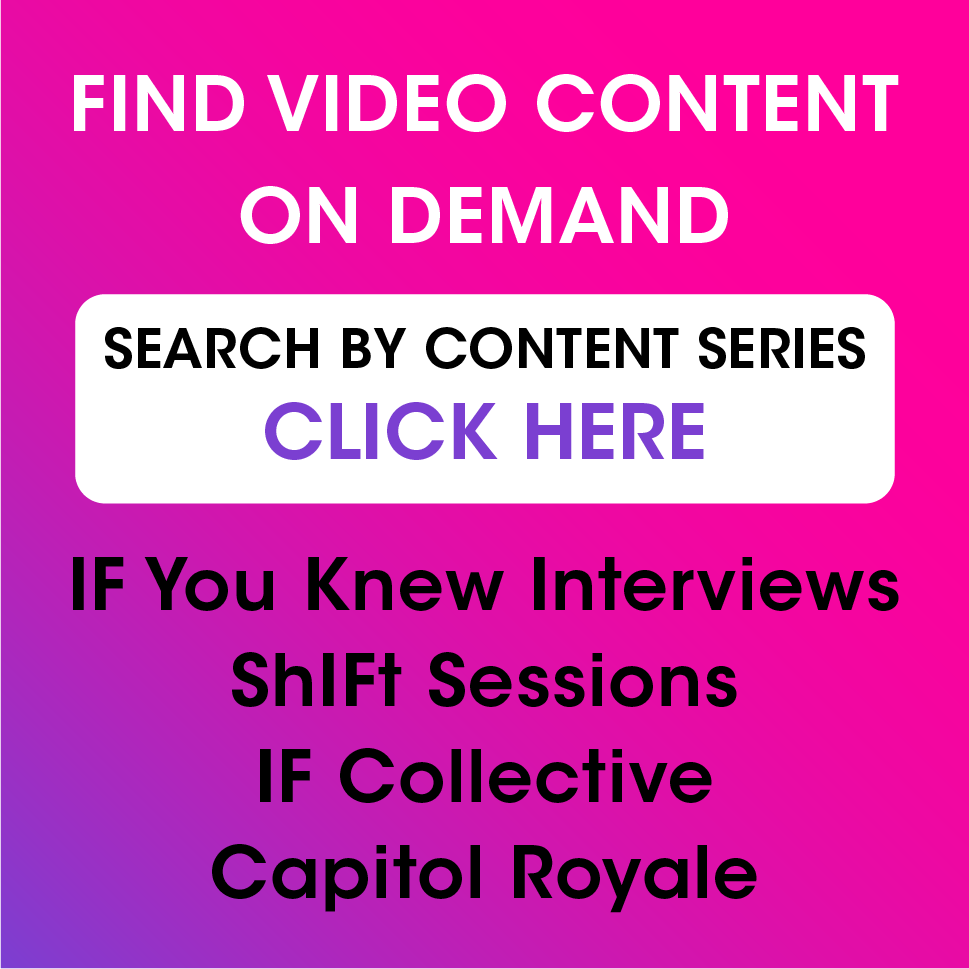 FIND VIDEO CONTENT
ON DEMAND
SEARCH BY CONTENT SERIES
CLICK HERE
IF You Knew Interviews
ShIFt Sessions
IF Collective
Capitol Royale